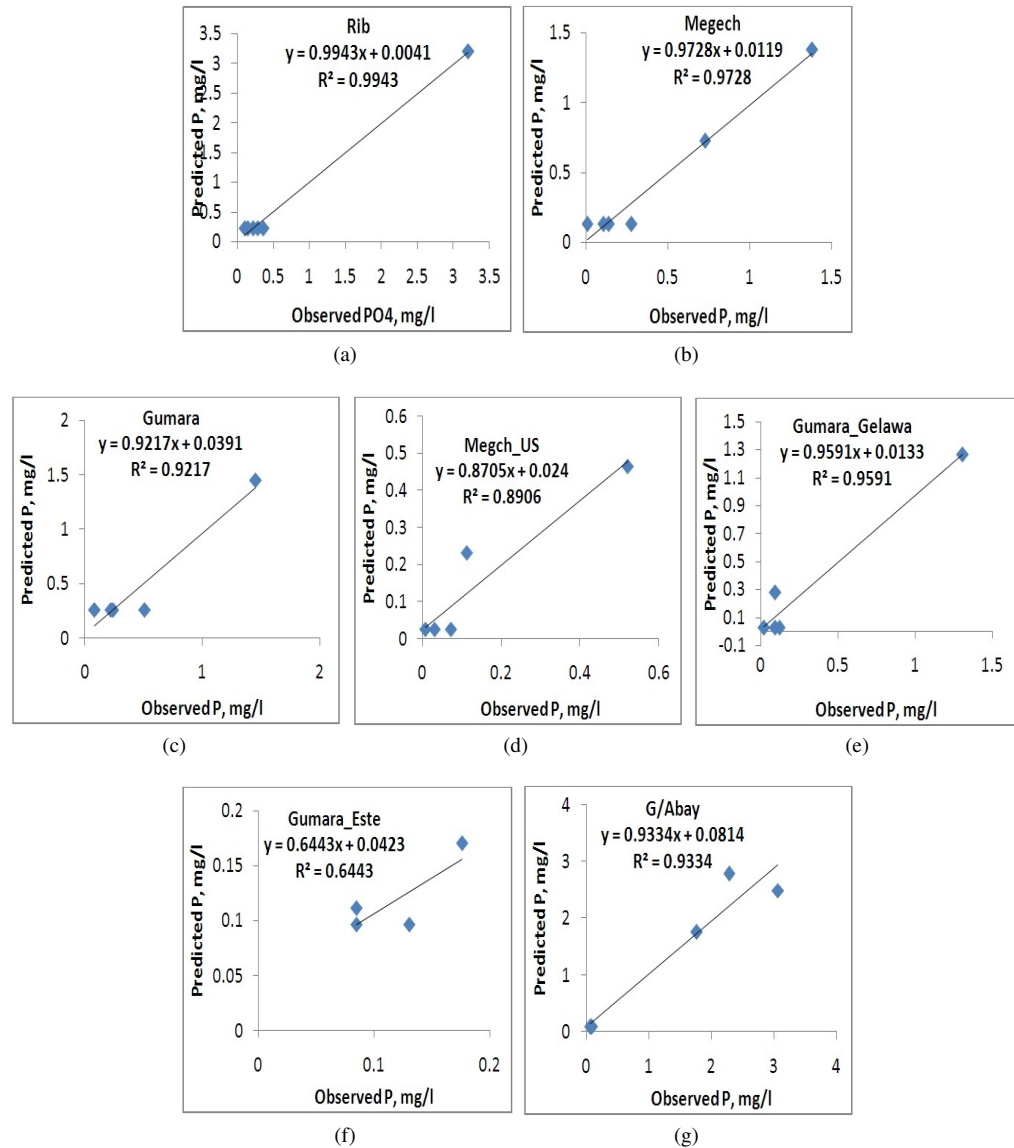 Rib
y = 0.9943x + 0.0041
R² = 0.9943
Predicted P, mg/l
3.5
3
2.5
2
1.5
1
0.5
0
0 0.5 1 1.5 2 2.5 3 3.5
Observed PO4, mg/l
(a)
Megech
y = 0.9728x + 0.0119
R² = 0.9728
Predicted P, mg/l
1.5
1
0.5
0
0 0.5 1 1.5
Observed P, mg/l
(b)
Gumara
y = 0.9217x + 0.0391
R² = 0.9217
Predicted P, mg/l
2
1.5
1
0.5
0
0 1 2
Observed P, mg/l
(c)
Megch_US
y = 0.8705x + 0.024
R² = 0.8906
Predicted P, mg/l
0.6
0.5
0.4
0.3
0.2
0.1
0
0 0.2 0.4 0.6
Observed P, mg/l
(d)
Gumara_Gelawa
y = 0.9591x + 0.0133
R² = 0.9591
Predicted P, mg/l
1.5
1.3
1.1
0.9
0.7
0.5
0.3
0.1
-0.1
0 0.5 1 1.5
Observed P, mg/l
(e)
Gumara_Este
y = 0.6443x + 0.0423
R² = 0.6443
Predicted P, mg/l
0.2
0.15
0.1
0.05
0
0 0.1 0.2
Observed P, mg/l
(f)
G/Abay
y = 0.9334x + 0.0814
R² = 0.9334
Predicted P, mg/l
4
3
2
1
0
0 1 2 3 4
Observed P, mg/l
(g)